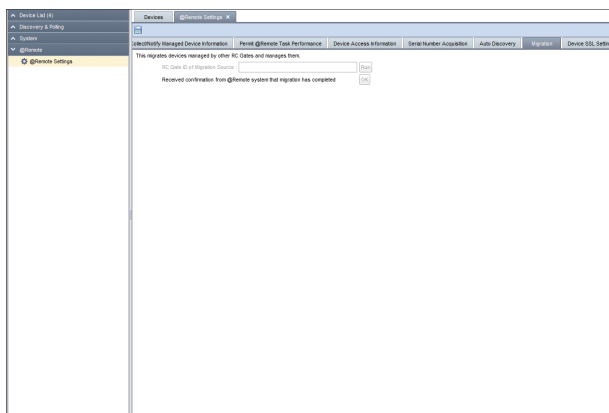 Device List (4)
Discovery & Polling
System
@Remote
@Remote Settings
Devices
@Remote Settings
Collect/Notify Managed Device Information
Permit @Remote Task Performance
Device Access Information
Serial Number Acquisition
Auto Discovery
Migration
Device SSL Settin
This migrates devices managed by other RC Gates and manages them.
RC Gate ID of Migration Source
Run
Received confirmation from @Remote system that migration has completed
OK